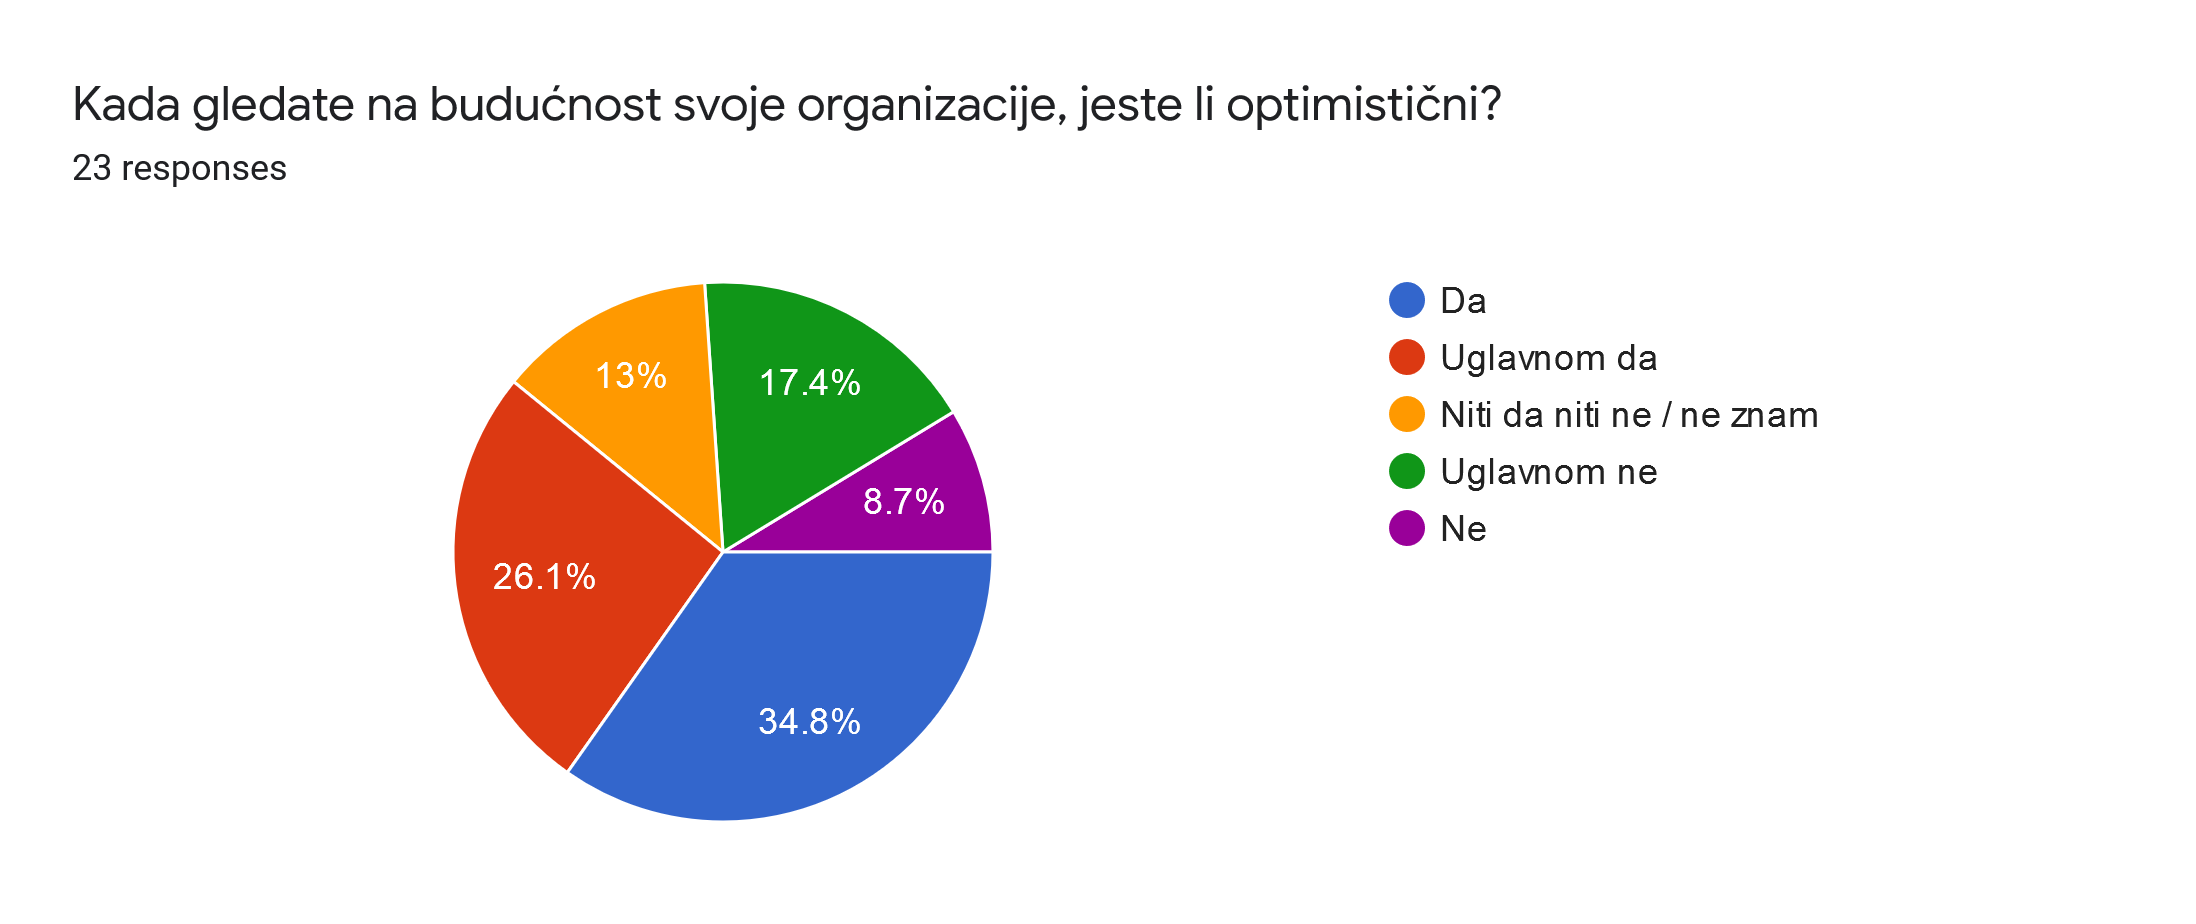 Kada gledate na budućnost svoje organizacije, jeste li optimistični?
23 responses
13%
17.4%
8.7%
26.1%
34.8%
Da
Uglavnom da
Niti da niti ne / ne znam
Uglavnom ne
Ne